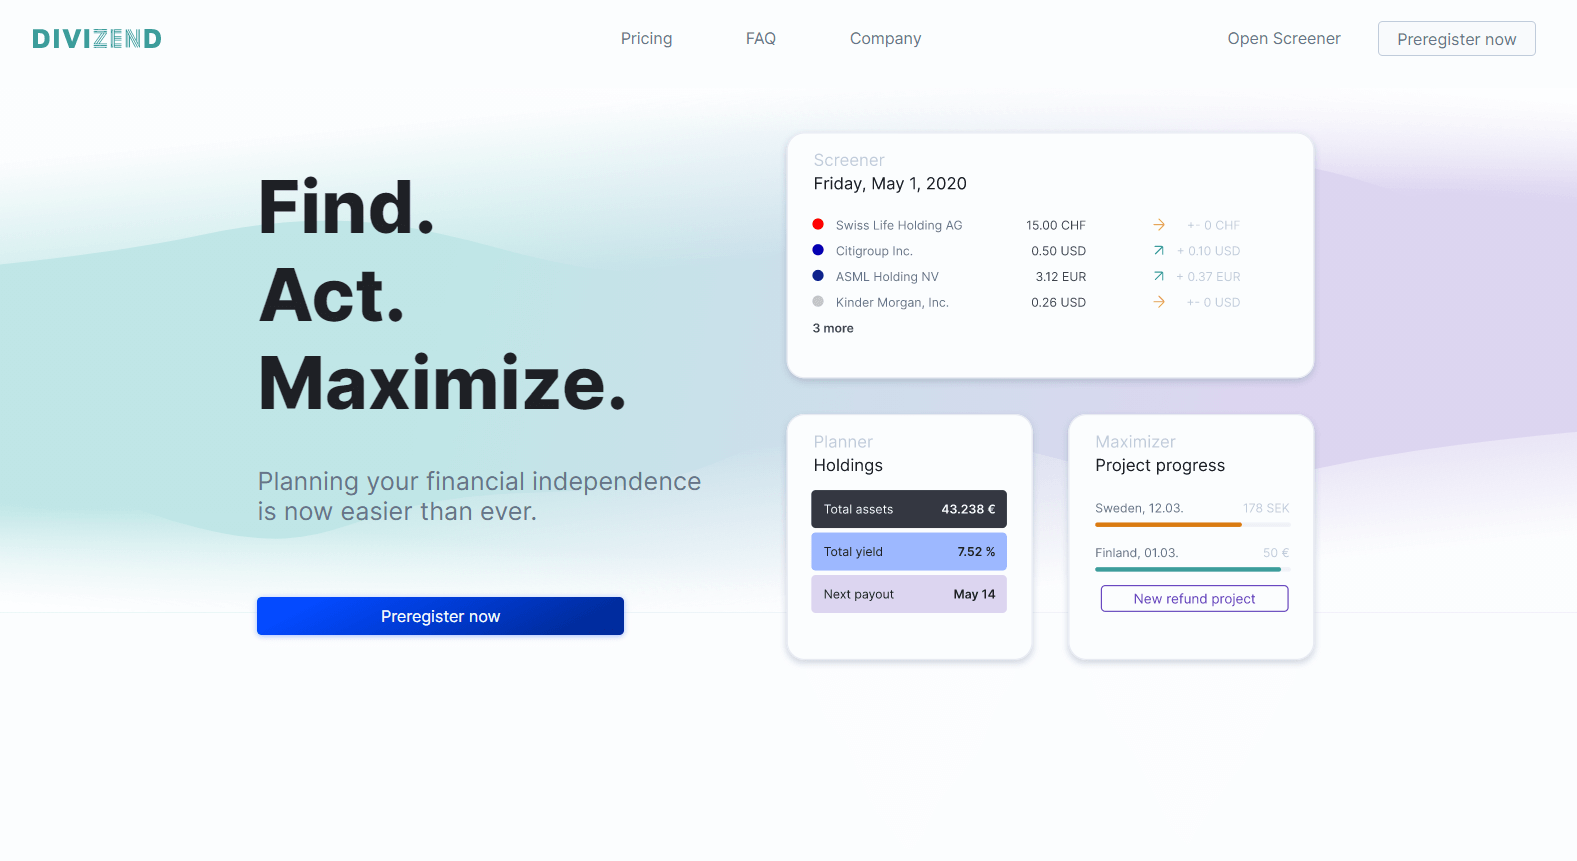 DIVIZEND
Pricing
FAQ
Company
Open Screener
Preregister now
Find.
Act.
Maximize.
Planning your financial independence
is now easier than ever.
Preregister now
Screener
Friday, May 1, 2020
Swiss Life Holding AG 15.00 CHF → +- 0 CHF
Citigroup Inc. 0.50 USD ↗ + 0.10 USD
ASML Holding NV 3.12 EUR ↗ + 0.37 EUR
Kinder Morgan, Inc. 0.26 USD → +- 0 USD
3 more
Planner
Holdings
Total assets 43.238 €
Total yield 7.52 %
Next payout May 14
Maximizer
Project progress
Sweden, 12.03. 178 SEK
Finland, 01.03. 50 €
New refund project